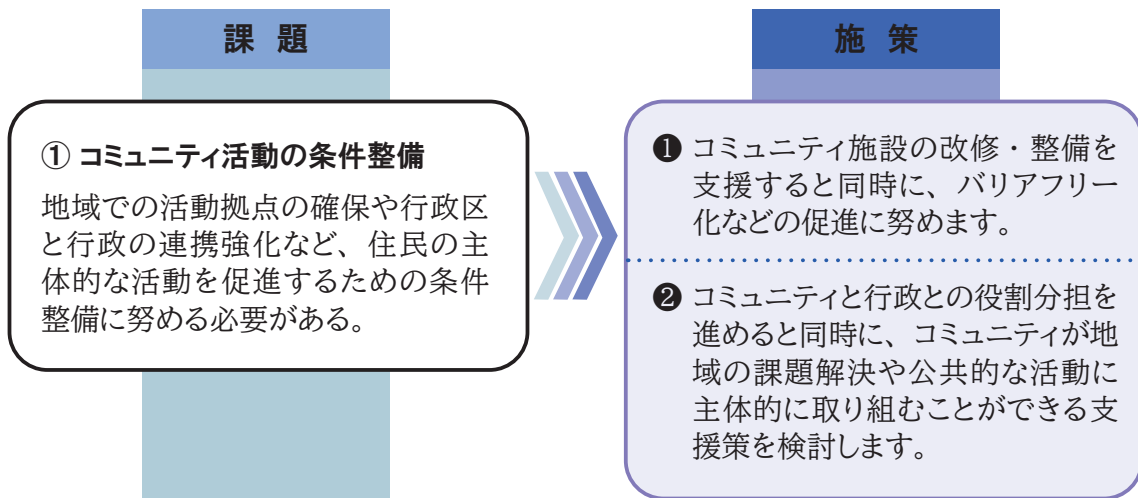 課題
① コミュニティ活動の条件整備
地域での活動拠点の確保や行政区
と行政の連携強化など、住民の主
体的な活動を促進するための条件
整備に努める必要がある。
施策
❶ コミュニティ施設の改修・整備を
支援すると同時に、バリアフリー
化などの促進に努めます。
❷ コミュニティと行政との役割分担を
進めると同時に、コミュニティが地
域の課題解決や公共的な活動に
主体的に取り組むことができる支
援策を検討します。